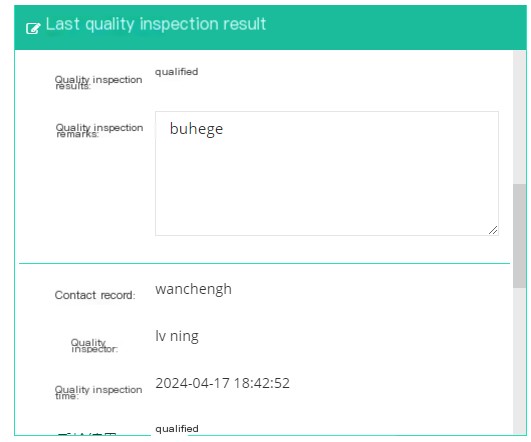 Last quality inspection result
Quality inspection
results:
qualified
Quality inspection
remarks:
buhege
Contact record:
wanchengh
Quality
inspector:
lv ning
Quality inspection
time:
2024-04-17 18:42:52
qualified